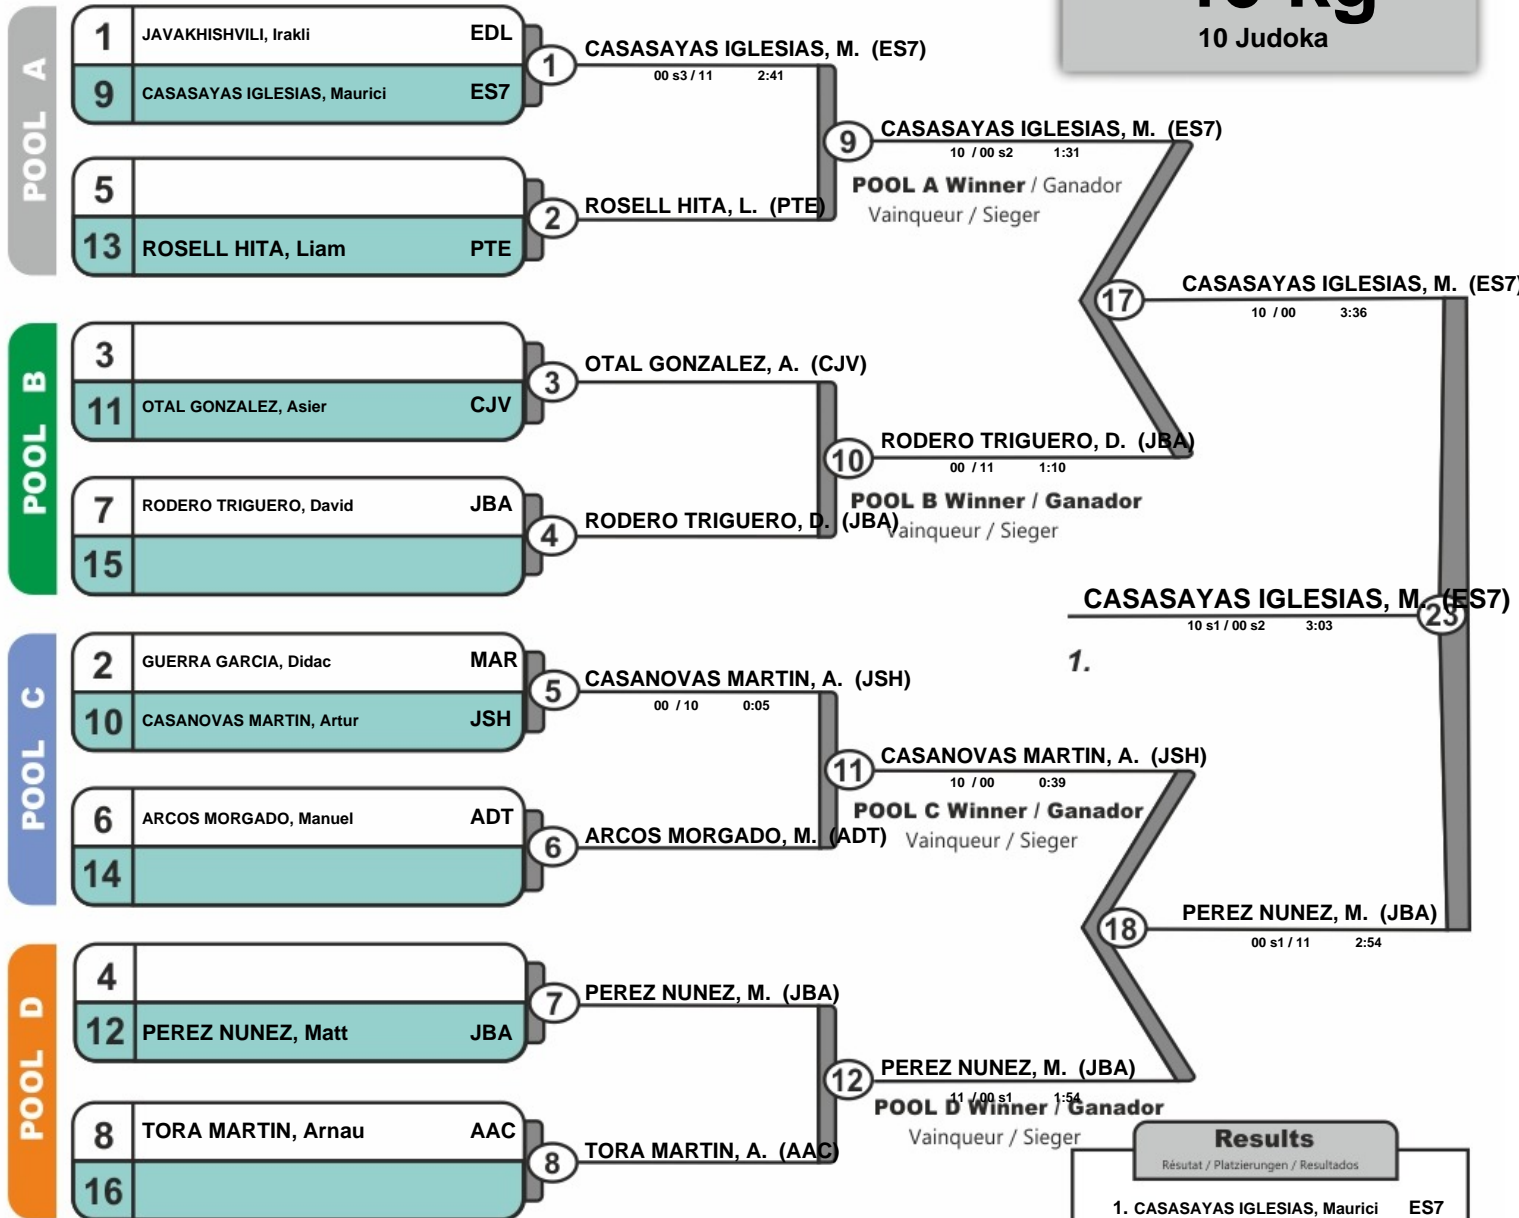 10 Judoka
POOL A
1 JAVAKHISHVILI, Irakli EDL
9 CASASAYAS IGLESIAS, Maurici ES7
5
13 ROSELL HITA, Liam PTE
1 CASASAYAS IGLESIAS, M. (ES7)
00 s3 / 11 2:41
2 ROSELL HITA, L. (PTE)
9 CASASAYAS IGLESIAS, M. (ES7)
10 / 00 s2 1:31
POOL A Winner / Ganador
Vainqueur / Sieger
POOL B
3
11 OTAL GONZALEZ, Asier CJV
7 RODERO TRIGUERO, David JBA
15
3 OTAL GONZALEZ, A. (CJV)
4 RODERO TRIGUERO, D. (JBA)
10 RODERO TRIGUERO, D. (JBA)
00 / 11 1:10
POOL B Winner / Ganador
Vainqueur / Sieger
17 CASASAYAS IGLESIAS, M. (ES7)
10 / 00 3:36
CASASAYAS IGLESIAS, M. (ES7)
23
10 s1 / 00 s2 3:03
1.
POOL C
2 GUERRA GARCIA, Didac MAR
10 CASANOVAS MARTIN, Artur JSH
6 ARCOS MORGADO, Manuel ADT
14
5 CASANOVAS MARTIN, A. (JSH)
00 / 10 0:05
6 ARCOS MORGADO, M. (ADT)
11 CASANOVAS MARTIN, A. (JSH)
10 / 00 0:39
POOL C Winner / Ganador
Vainqueur / Sieger
POOL D
4
12 PEREZ NUNEZ, Matt JBA
8 TORA MARTIN, Arnau AAC
16
7 PEREZ NUNEZ, M. (JBA)
8 TORA MARTIN, A. (AAC)
12 PEREZ NUNEZ, M. (JBA)
11 / 00 s1 1:54
POOL D Winner / Ganador
Vainqueur / Sieger
18 PEREZ NUNEZ, M. (JBA)
00 s1 / 11 2:54
Results
Résutat / Platzierungen / Resultados
1. CASASAYAS IGLESIAS, Maurici ES7